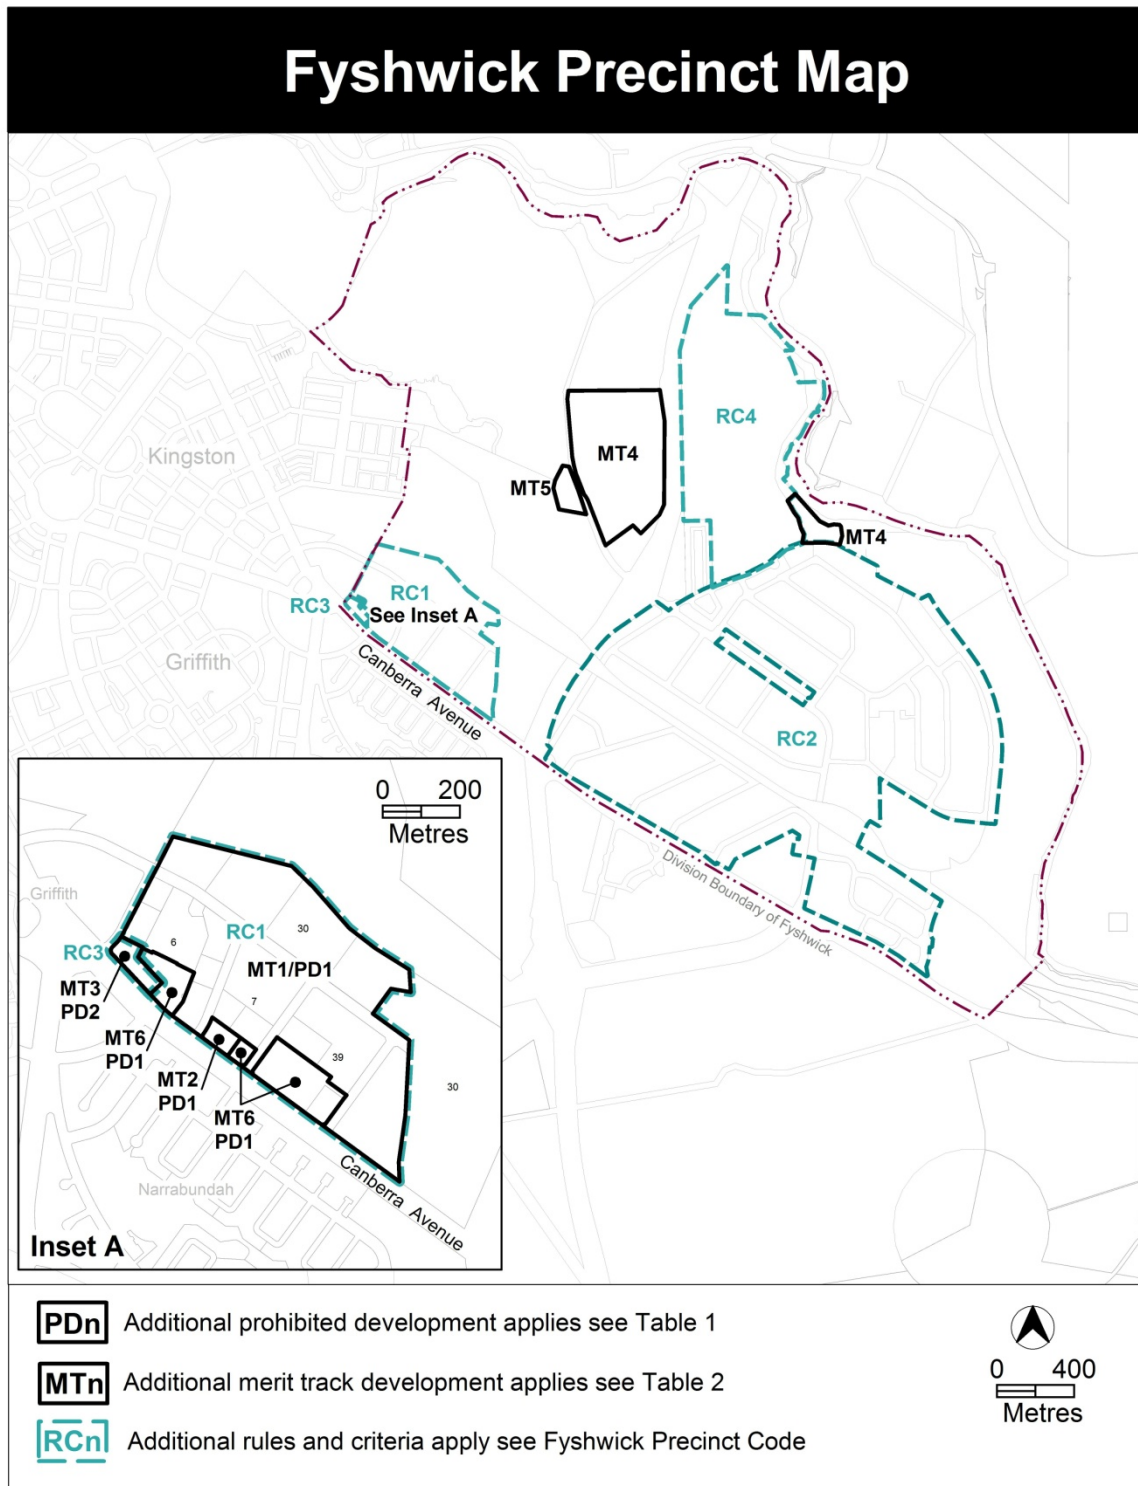 Fyshwick Precinct Map
RC4
Kingston
MT4
MT5
MT4
RC1
RC3
See Inset A
Griffith
Canberra Avenue
RC2
Division Boundary of Fyshwick
0 200
Metres
Griffith
6
RC1
30
RC3
MT1/PD1
MT3
PD2
7
MT6
PD1
39
30
MT2
PD1
MT6
PD1
Canberra Avenue
Narrabundah
Inset A
PDn Additional prohibited development applies see Table 1
MTn Additional merit track development applies see Table 2
RCn Additional rules and criteria apply see Fyshwick Precinct Code
0 400
Metres